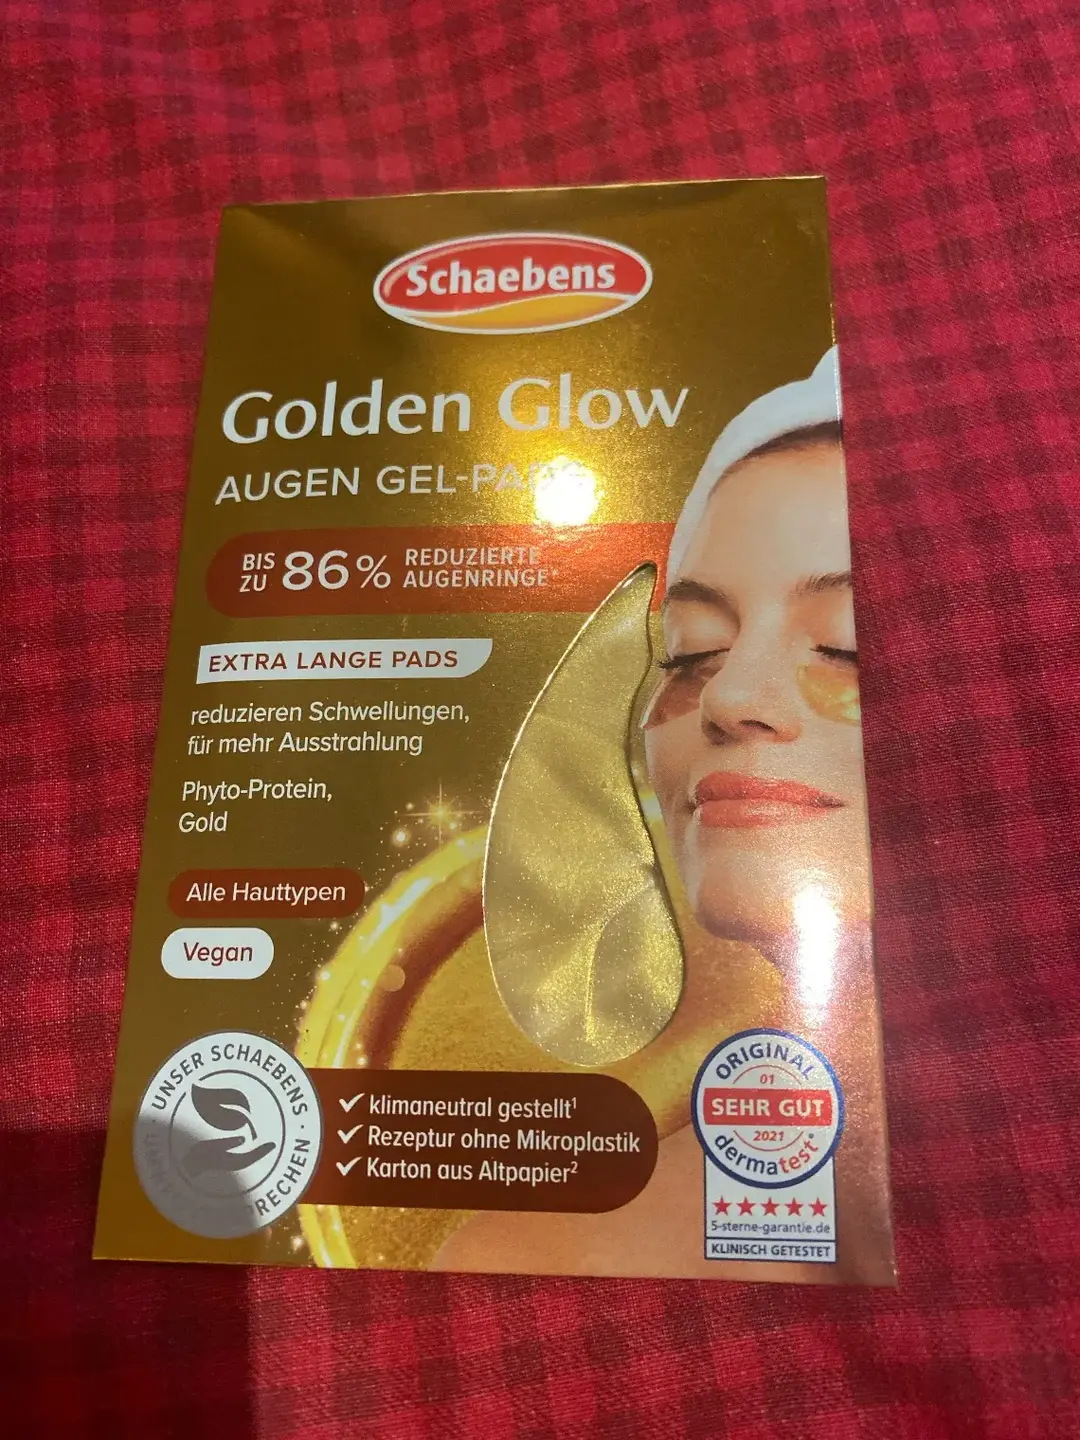 Schaebens
Golden Glow
AUGEN GEL-PADS
BIS ZU 86% REDUZIERTE
AUGENRINGE*
EXTRA LANGE PADS
reduzieren Schwellungen,
für mehr Ausstrahlung
Phyto-Protein,
Gold
Alle Hauttypen
Vegan
UNSER SCHAEBENS
klimaneutral gestellt¹
Rezeptur ohne Mikroplastik
Karton aus Altpapier²
ORIGINAL
01
SEHR GUT
2021
dermatest®
5-sterne-garantie.de
KLINISCH GETESTET